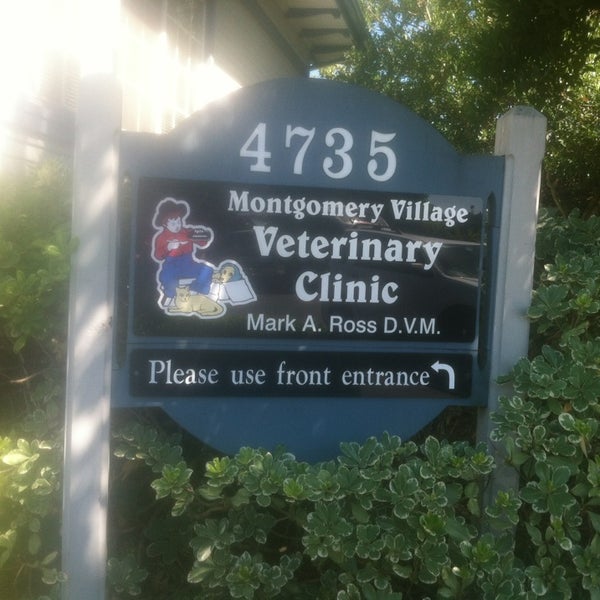 4735
Montgomery Village
Veterinary
Clinic
Mark A. Ross D.V.M.
Please use front entrance